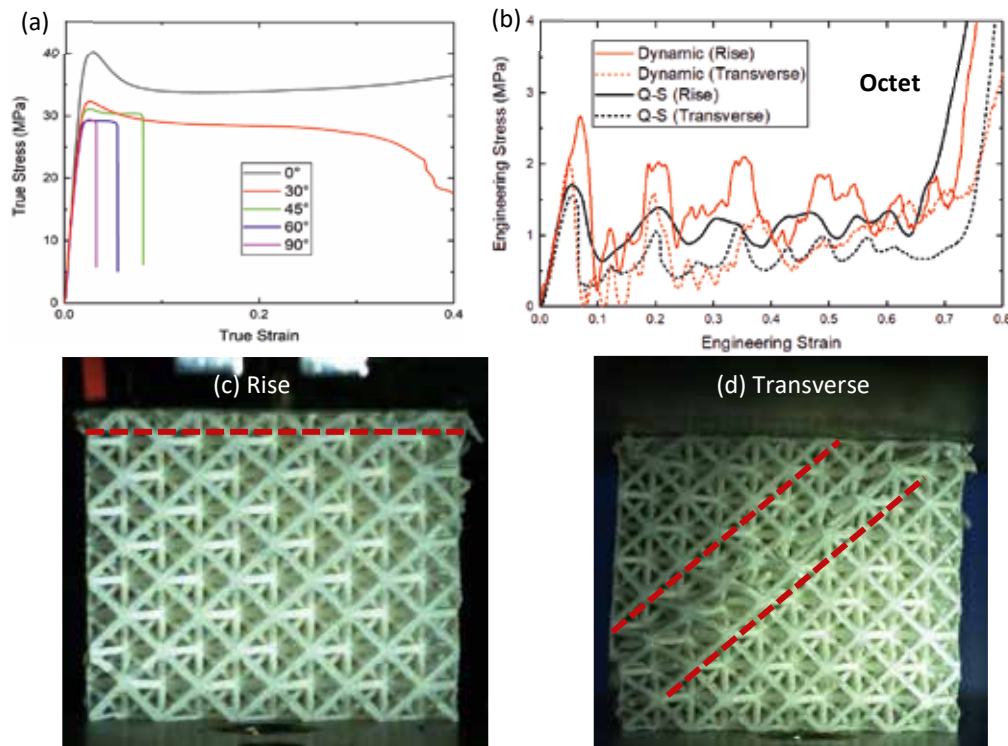 (a)
True Stress (MPa)
40
30
20
10
0
0°
30°
45°
60°
90°
0.0
0.2
0.4
True Strain
(b)
Engineering Stress (MPa)
4
3
2
1
0
Dynamic (Rise)
Dynamic (Transverse)
Q-S (Rise)
Q-S (Transverse)
Octet
0.0 0.1 0.2 0.3 0.4 0.5 0.6 0.7 0.8
Engineering Strain
(c) Rise
(d) Transverse